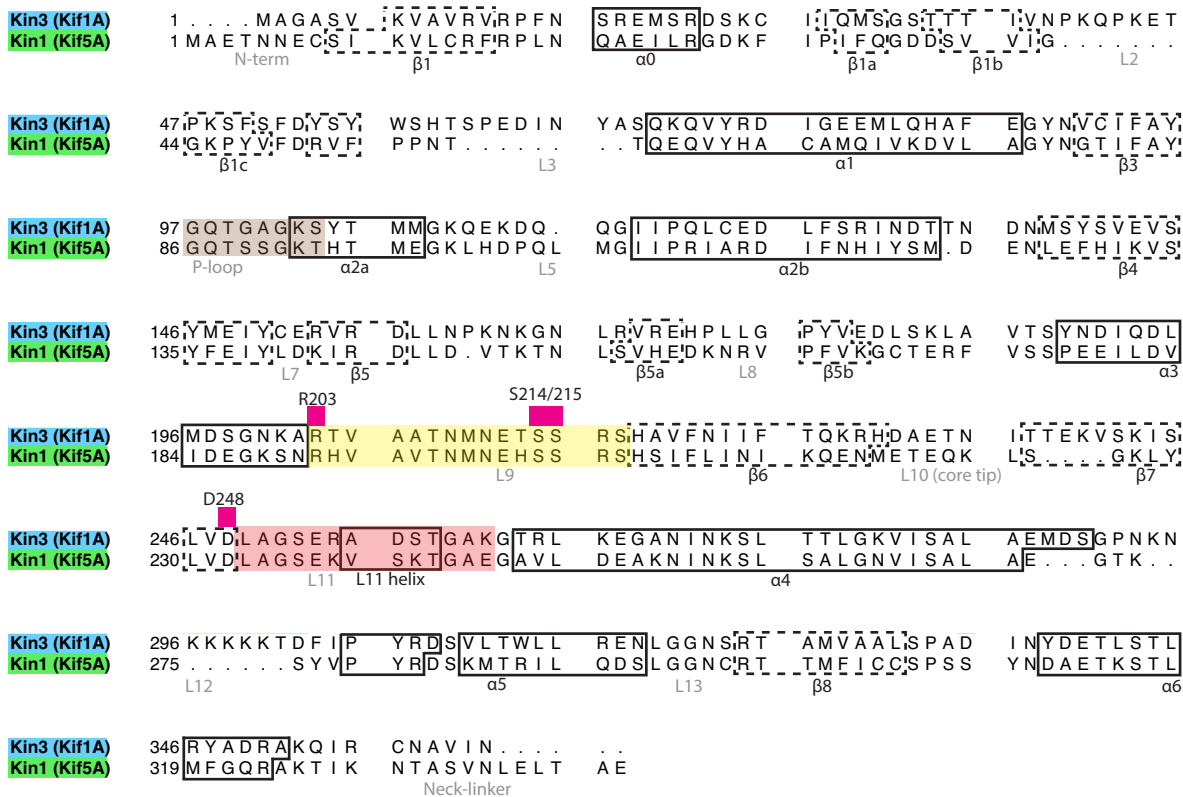 Kin3 (Kif1A) 1 . . . . M A G A S V K V A V R V R P F N S R E M S R D S K C I I Q M S G S T T T I V N P K Q P K E T
Kin1 (Kif5A) 1 M A E T N N E C S I K V L C R F R P L N Q A E I L R G D K F I P I F Q G D D S V V I G . . . . . . .
N-term β1 α0 β1a β1b L2
Kin3 (Kif1A) 47 P K S F S F D Y S Y W S H T S P E D I N Y A S Q K Q V Y R D I G E E M L Q H A F E G Y N V C I F A Y
Kin1 (Kif5A) 44 G K P Y V F D R V F P P N T . . . . . . . . T Q E Q V Y H A C A M Q I V K D V L A G Y N G T I F A Y
β1c L3 α1 β3
Kin3 (Kif1A) 97 G Q T G A G K S Y T M M G K Q E K D Q . Q G I I P Q L C E D L F S R I N D T T N D N M S Y S V E V S
Kin1 (Kif5A) 86 G Q T S S G K T H T M E G K L H D P Q L M G I I P R I A R D I F N H I Y S M . D E N L E F H I K V S
P-loop α2a L5 α2b β4
Kin3 (Kif1A) 146 Y M E I Y C E R V R D L L N P K N K G N L R V R E H P L L G P Y V E D L S K L A V T S Y N D I Q D L
Kin1 (Kif5A) 135 Y F E I Y L D K I R D L L D . V T K T N L S V H E D K N R V P F V K G C T E R F V S S P E E I L D V
L7 β5 β5a L8 β5b α3
R203 S214/215
Kin3 (Kif1A) 196 M D S G N K A R T V A A T N M N E T S S R S H A V F N I I F T Q K R H D A E T N I T T E K V S K I S
Kin1 (Kif5A) 184 I D E G K S N R H V A V T N M N E H S S R S H S I F L I N I K Q E N M E T E Q K L S . . . . G K L Y
L9 β6 L10 (core tip) β7
D248
Kin3 (Kif1A) 246 L V D L A G S E R A D S T G A K G T R L K E G A N I N K S L T T L G K V I S A L A E M D S G P N K N
Kin1 (Kif5A) 230 L V D L A G S E K V S K T G A E G A V L D E A K N I N K S L S A L G N V I S A L A E . . . G T K . .
L11 L11 helix α4
Kin3 (Kif1A) 296 K K K K K T D F I P Y R D S V L T W L L R E N L G G N S R T A M V A A L S P A D I N Y D E T L S T L
Kin1 (Kif5A) 275 . . . . . . S Y V P Y R D S K M T R I L Q D S L G G N C R T T M F I C C S P S S Y N D A E T K S T L
L12 α5 L13 β8 α6
Kin3 (Kif1A) 346 R Y A D R A K Q I R C N A V I N . . . . . .
Kin1 (Kif5A) 319 M F G Q R A K T I K N T A S V N L E L T A E
Neck-linker